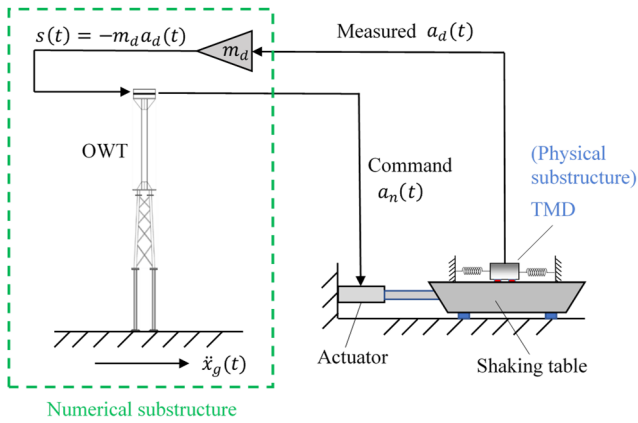 s(t) = −m_d a_d(t)
m_d
Measured a_d(t)
OWT
Command
a_n(t)
(Physical
substructure)
TMD
Actuator
Shaking table
ẍ_g(t)
Numerical substructure